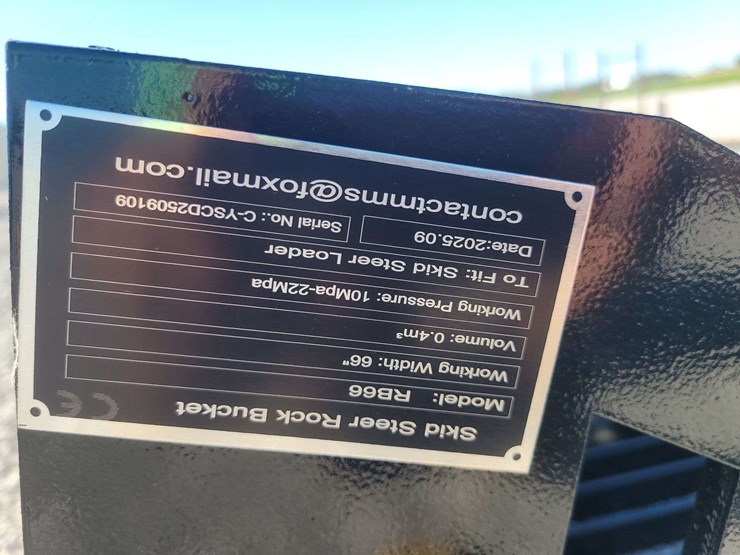 Skid Steer Rock Bucket
CE
Model: RB66
Working Width: 66"
Volume: 0.4m³
Working Pressure: 10Mpa-22Mpa
To Fit: Skid Steer Loader
Date:2025.09 Serial No.: C-YSCD2509109
contactmms@foxmail.com